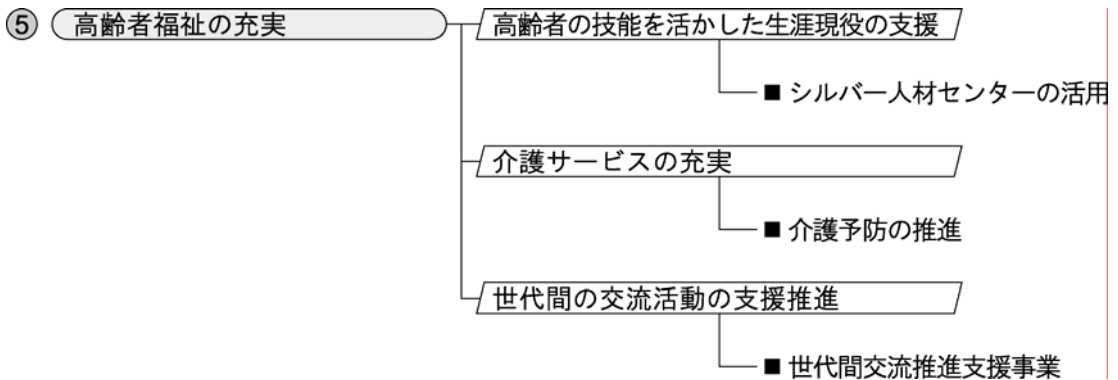 ⑤ 高齢者福祉の充実
高齢者の技能を活かした生涯現役の支援
■ シルバー人材センターの活用
介護サービスの充実
■ 介護予防の推進
世代間の交流活動の支援推進
■ 世代間交流推進支援事業